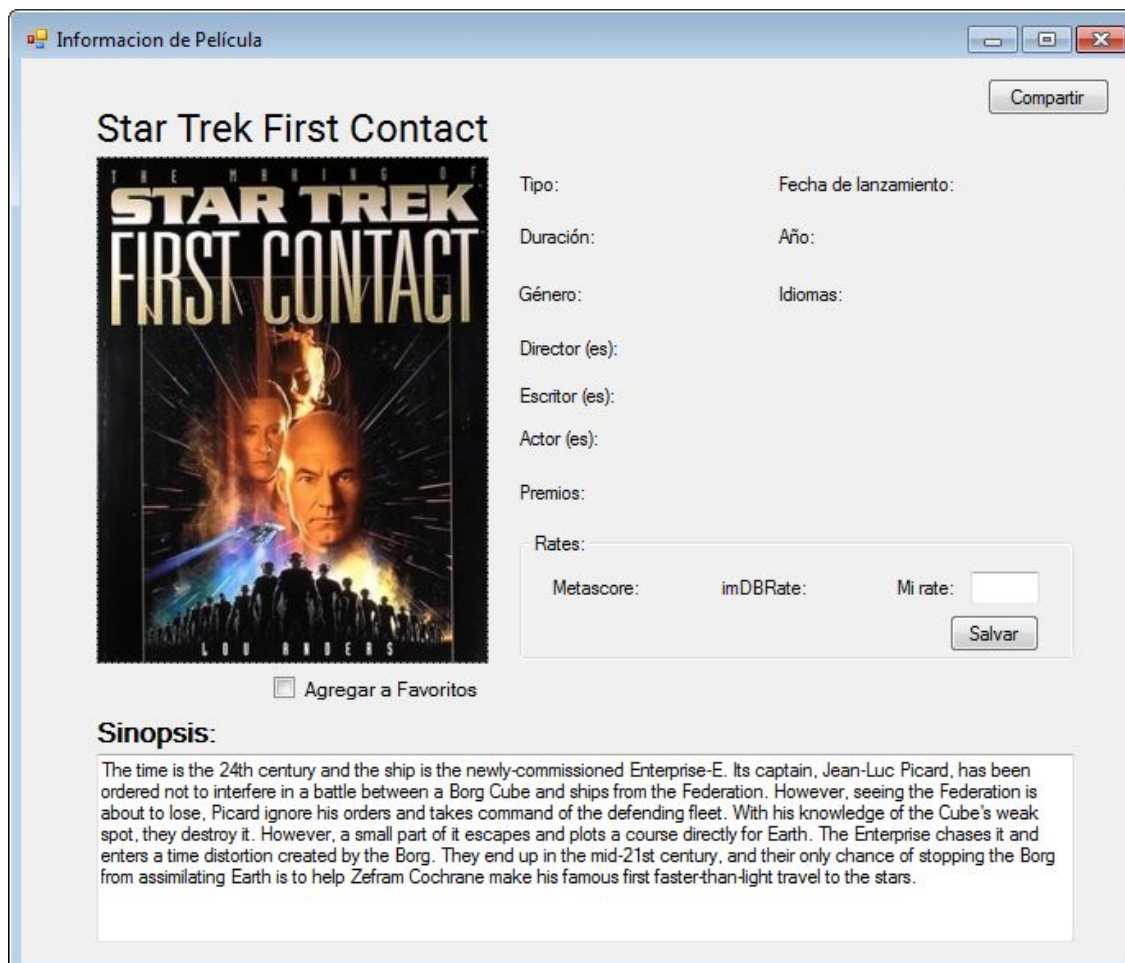 Informacion de Película
Compartir
Star Trek First Contact
THE MAKING OF
STAR TREK
FIRST CONTACT
LOU ANDERS
Tipo:
Fecha de lanzamiento:
Duración:
Año:
Género:
Idiomas:
Director (es):
Escritor (es):
Actor (es):
Premios:
Rates:
Metascore:
imDBRate:
Mi rate:
Salvar
Agregar a Favoritos
Sinopsis:
The time is the 24th century and the ship is the newly-commissioned Enterprise-E. Its captain, Jean-Luc Picard, has been
ordered not to interfere in a battle between a Borg Cube and ships from the Federation. However, seeing the Federation is
about to lose, Picard ignore his orders and takes command of the defending fleet. With his knowledge of the Cube's weak
spot, they destroy it. However, a small part of it escapes and plots a course directly for Earth. The Enterprise chases it and
enters a time distortion created by the Borg. They end up in the mid-21st century, and their only chance of stopping the Borg
from assimilating Earth is to help Zefram Cochrane make his famous first faster-than-light travel to the stars.